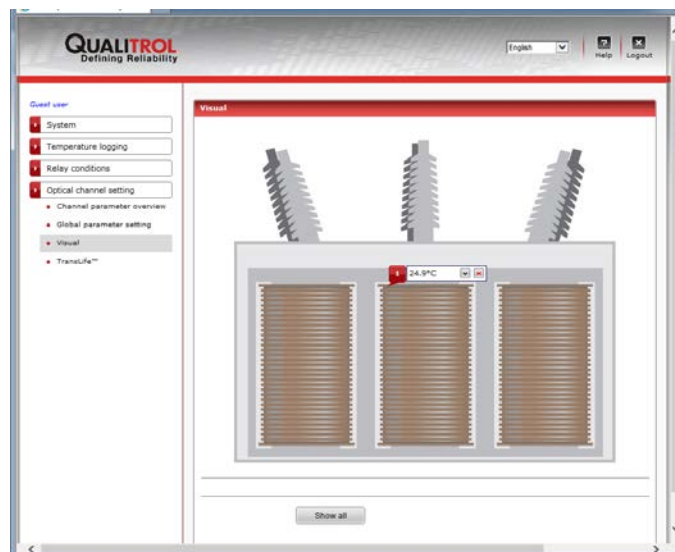 QUALITROL
Defining Reliability
English
Help
Logout
Guest user
System
Temperature logging
Relay conditions
Optical channel setting
Channel parameter overview
Global parameter setting
Visual
TransLife™
Visual
1 24.9°C
Show all